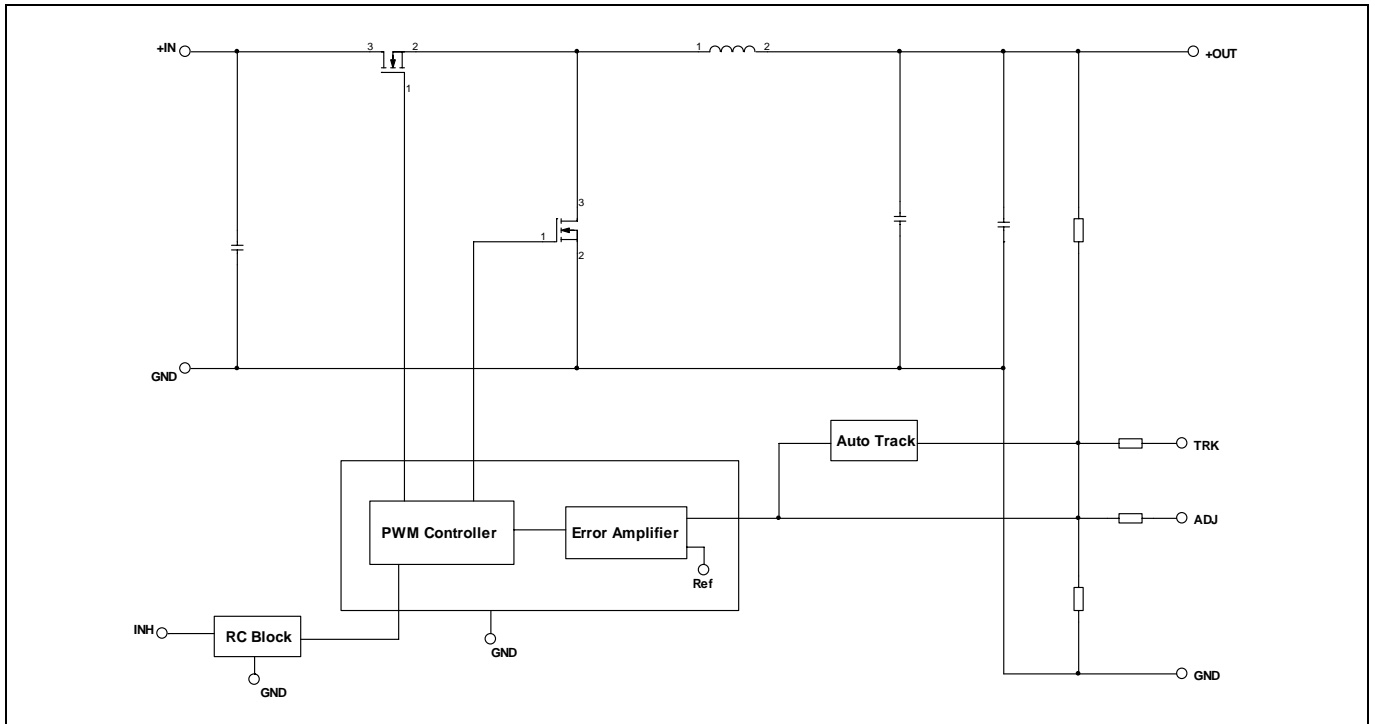 +IN
3
2
1
1
2
+OUT
3
1
2
GND
Auto Track
TRK
PWM Controller
Error Amplifier
ADJ
Ref
INH
RC Block
GND
GND
GND